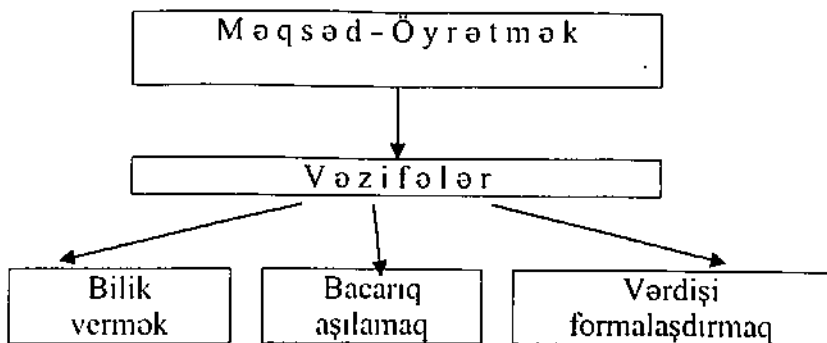 Məqsəd–Öyrətmək
Vəzifələr
Bilik
vermək
Bacarıq
aşılamaq
Vərdişi
formalaşdırmaq